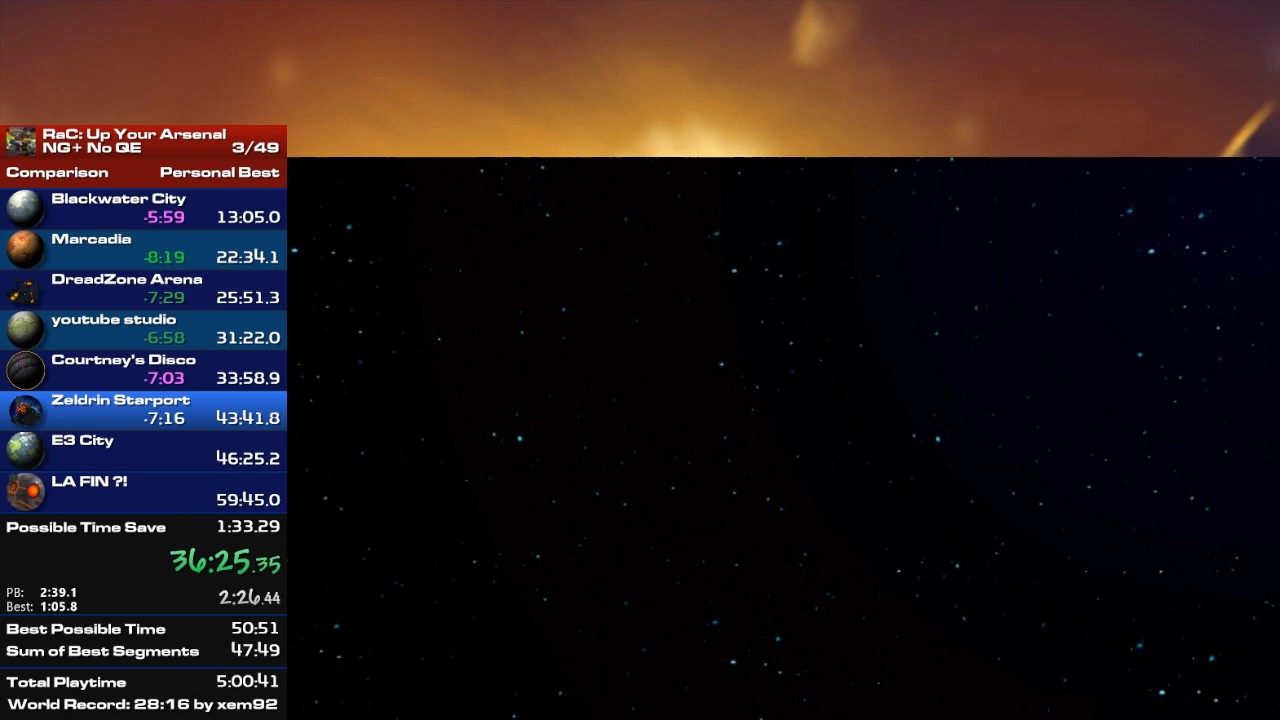 RaC: Up Your Arsenal
NG+ No QE 3/49
Comparison Personal Best
Blackwater City
-5:59 13:05.0
Marcadia
-8:19 22:34.1
DreadZone Arena
-7:29 25:51.3
youtube studio
-6:58 31:22.0
Courtney's Disco
-7:03 33:58.9
Zeldrin Starport
-7:16 43:41.8
E3 City
46:25.2
LA FIN ?!
59:45.0
Possible Time Save 1:33.29
36:25.35
PB: 2:39.1
2:26.44
Best: 1:05.8
Best Possible Time 50:51
Sum of Best Segments 47:49
Total Playtime 5:00:41
World Record: 28:16 by xem92